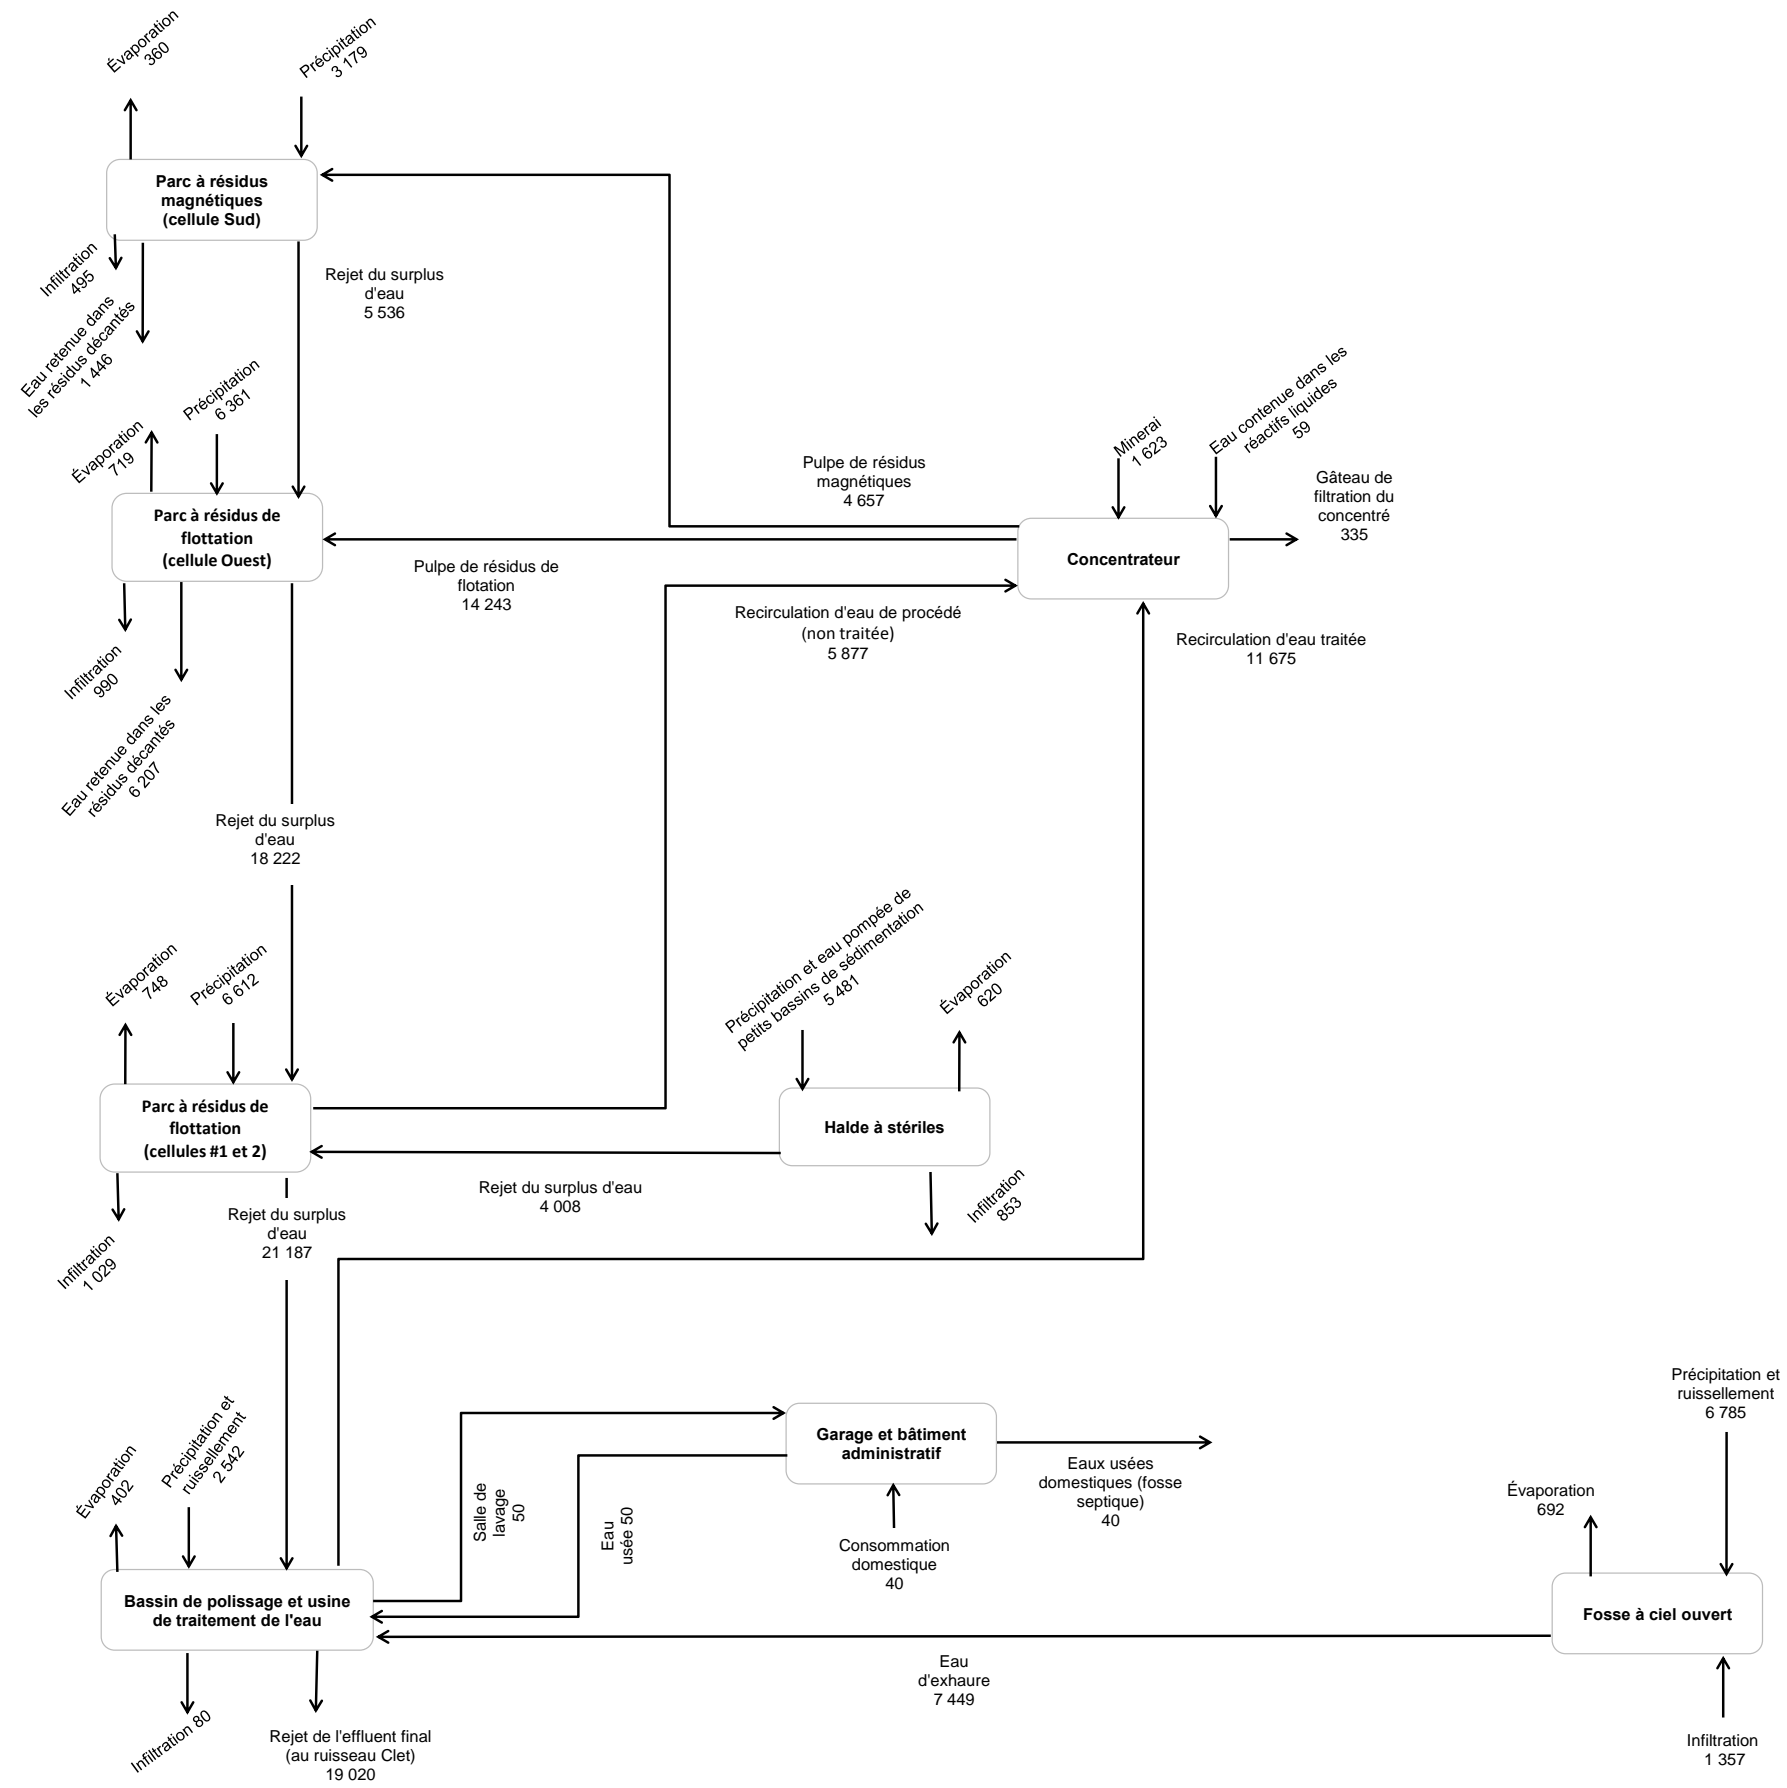 Évaporation
360
Précipitation
3 179
Parc à résidus
magnétiques
(cellule Sud)
Infiltration
495
Eau retenue dans
les résidus décantés
1 446
Rejet du surplus
d'eau
5 536
Évaporation
719
Précipitation
6 361
Parc à résidus de
flottation
(cellule Ouest)
Infiltration
990
Eau retenue dans les
résidus décantés
6 207
Pulpe de résidus
magnétiques
4 657
Pulpe de résidus de
flotation
14 243
Minerai
1 623
Eau contenue dans les
réactifs liquides
59
Gâteau de
filtration du
concentré
335
Concentrateur
Recirculation d'eau de procédé
(non traitée)
5 877
Recirculation d'eau traitée
11 675
Rejet du surplus
d'eau
18 222
Évaporation
748
Précipitation
6 612
Parc à résidus de
flottation
(cellules #1 et 2)
Infiltration
1 029
Précipitation et eau pompée de
petits bassins de sédimentation
5 481
Évaporation
620
Halde à stériles
Infiltration
853
Rejet du surplus d'eau
4 008
Rejet du surplus
d'eau
21 187
Évaporation
402
Précipitation et
ruissellement
2 542
Bassin de polissage et usine
de traitement de l'eau
Infiltration 80
Rejet de l'effluent final
(au ruisseau Clet)
19 020
Salle de
lavage
50
Eau
usée 50
Garage et bâtiment
administratif
Consommation
domestique
40
Eaux usées
domestiques (fosse
septique)
40
Eau
d'exhaure
7 449
Précipitation et
ruissellement
6 785
Évaporation
692
Fosse à ciel ouvert
Infiltration
1 357